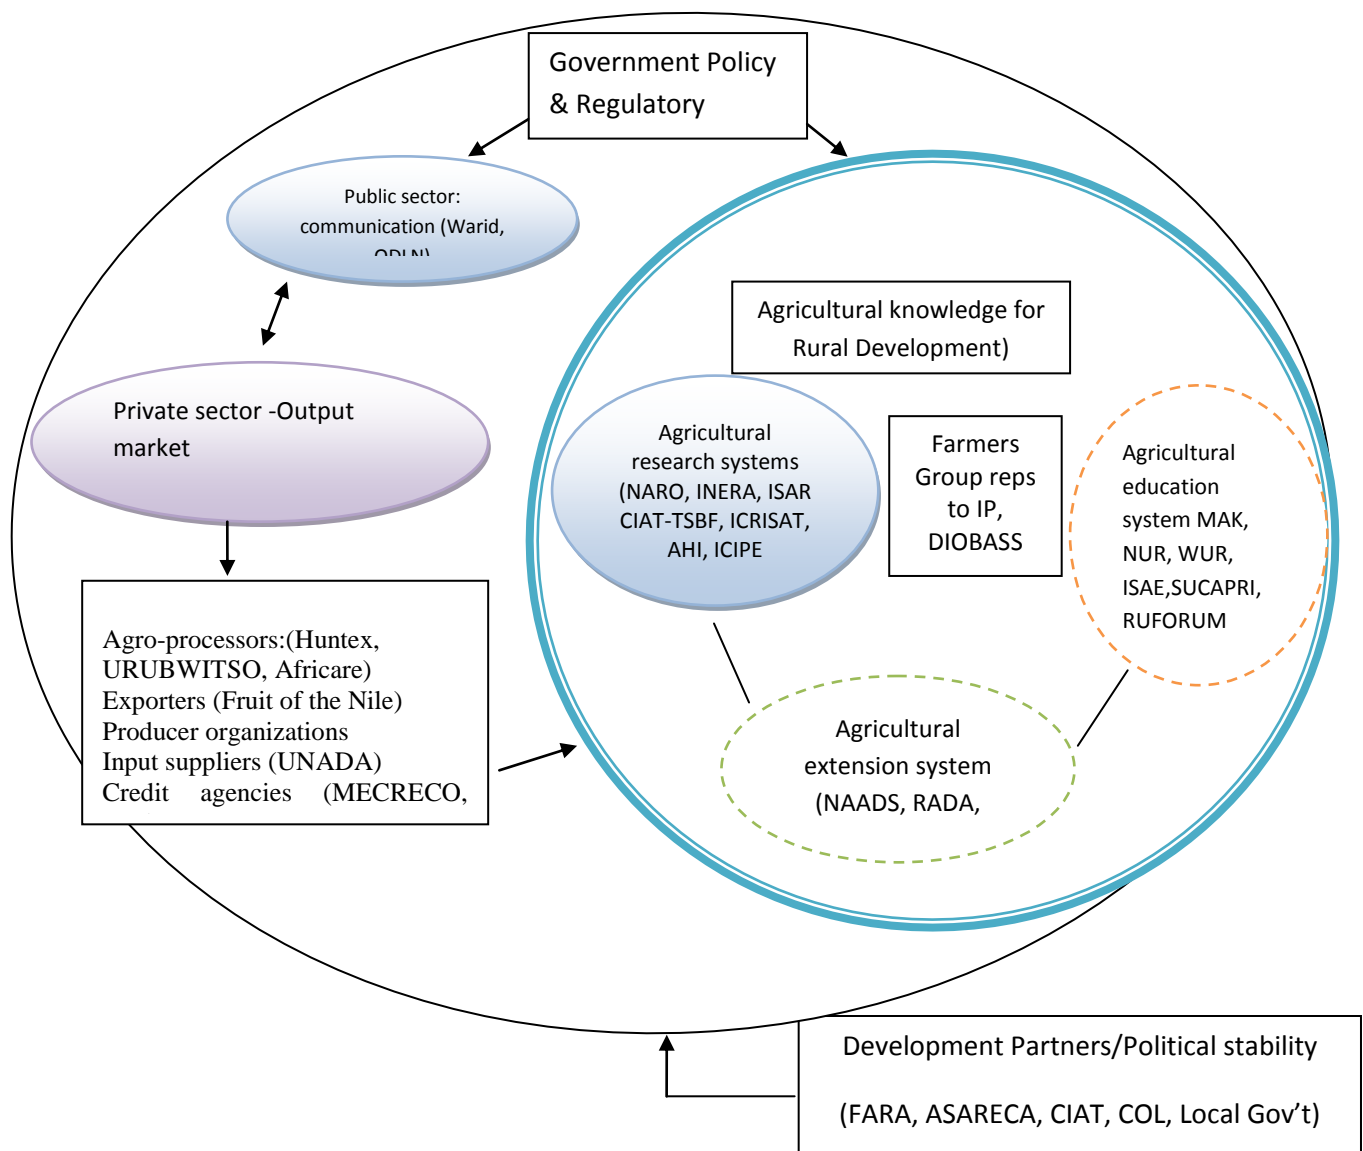 Government Policy
& Regulatory
Public sector:
communication (Warid,
Agricultural knowledge for
Rural Development)
Private sector -Output
market
Agricultural
research systems
(NARO, INERA, ISAR
CIAT-TSBF, ICRISAT,
AHI, ICIPE
Farmers
Group reps
to IP,
DIOBASS
Agricultural
education
system MAK,
NUR, WUR,
ISAE,SUCAPRI,
RUFORUM
Agro-processors:(Huntex,
URUBWITSO, Africare)
Exporters (Fruit of the Nile)
Producer organizations
Input suppliers (UNADA)
Credit agencies (MECRECO,
Agricultural
extension system
(NAADS, RADA,
Development Partners/Political stability
(FARA, ASARECA, CIAT, COL, Local Gov’t)